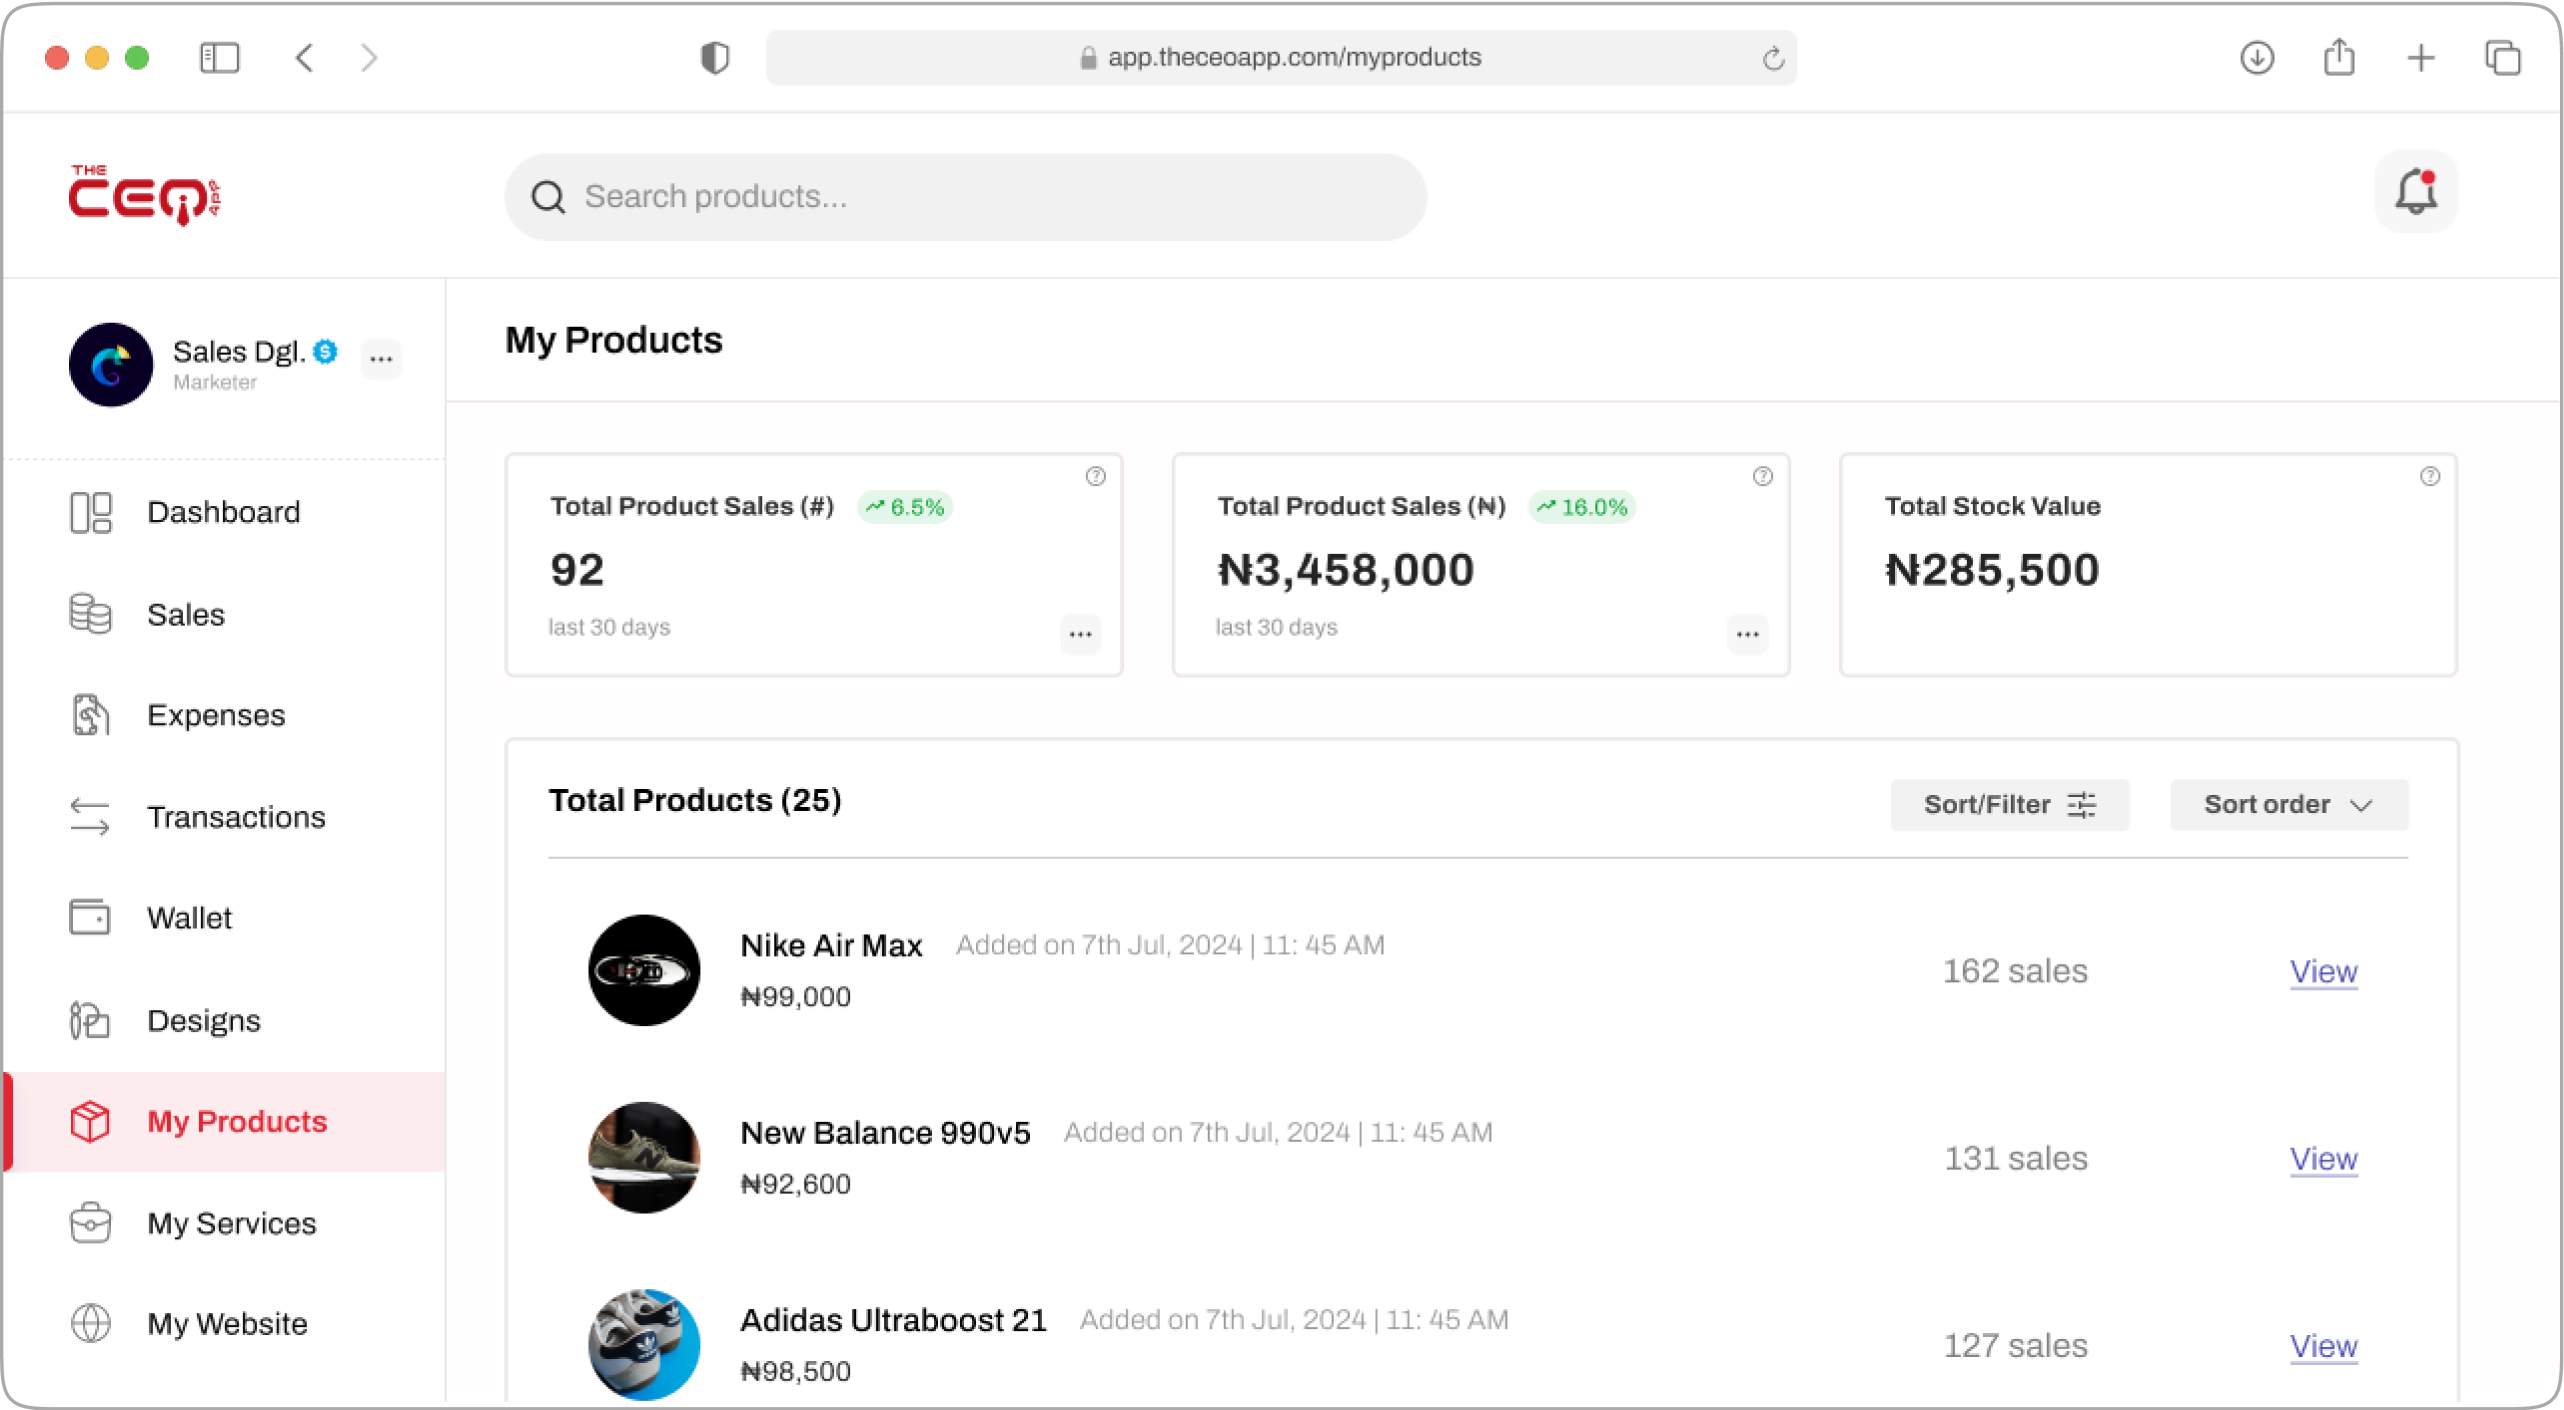 app.theceoapp.com/myproducts
THE
CEO
APP
Search products...
Sales Dgl.
Marketer
My Products
Dashboard
Sales
Expenses
Transactions
Wallet
Designs
My Products
My Services
My Website
Total Product Sales (#) 6.5%
92
last 30 days
Total Product Sales (₦) 16.0%
₦3,458,000
last 30 days
Total Stock Value
₦285,500
Total Products (25)
Sort/Filter
Sort order
Nike Air Max Added on 7th Jul, 2024 | 11: 45 AM
₦99,000
162 sales
View
New Balance 990v5 Added on 7th Jul, 2024 | 11: 45 AM
₦92,600
131 sales
View
Adidas Ultraboost 21 Added on 7th Jul, 2024 | 11: 45 AM
₦98,500
127 sales
View